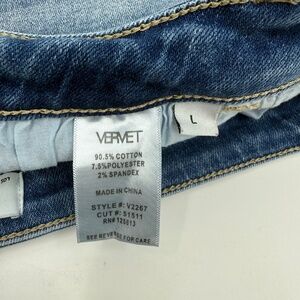 VERVET
90.5% COTTON
7.5% POLYESTER
2% SPANDEX
MADE IN CHINA
STYLE #: V2267
CUT #: 51511
RN# 125013
SEE REVERSE FOR CARE
L